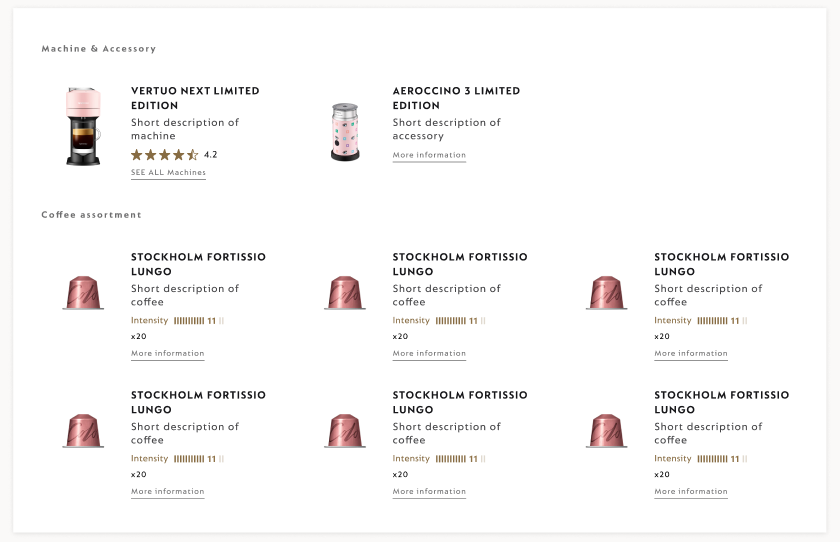 Machine & Accessory
VERTUO NEXT LIMITED
EDITION
Short description of
machine
4.2
SEE ALL Machines
AEROCCINO 3 LIMITED
EDITION
Short description of
accessory
More information
Coffee assortment
STOCKHOLM FORTISSIO
LUNGO
Short description of
coffee
Intensity 11
x20
More information
STOCKHOLM FORTISSIO
LUNGO
Short description of
coffee
Intensity 11
x20
More information
STOCKHOLM FORTISSIO
LUNGO
Short description of
coffee
Intensity 11
x20
More information
STOCKHOLM FORTISSIO
LUNGO
Short description of
coffee
Intensity 11
x20
More information
STOCKHOLM FORTISSIO
LUNGO
Short description of
coffee
Intensity 11
x20
More information
STOCKHOLM FORTISSIO
LUNGO
Short description of
coffee
Intensity 11
x20
More information